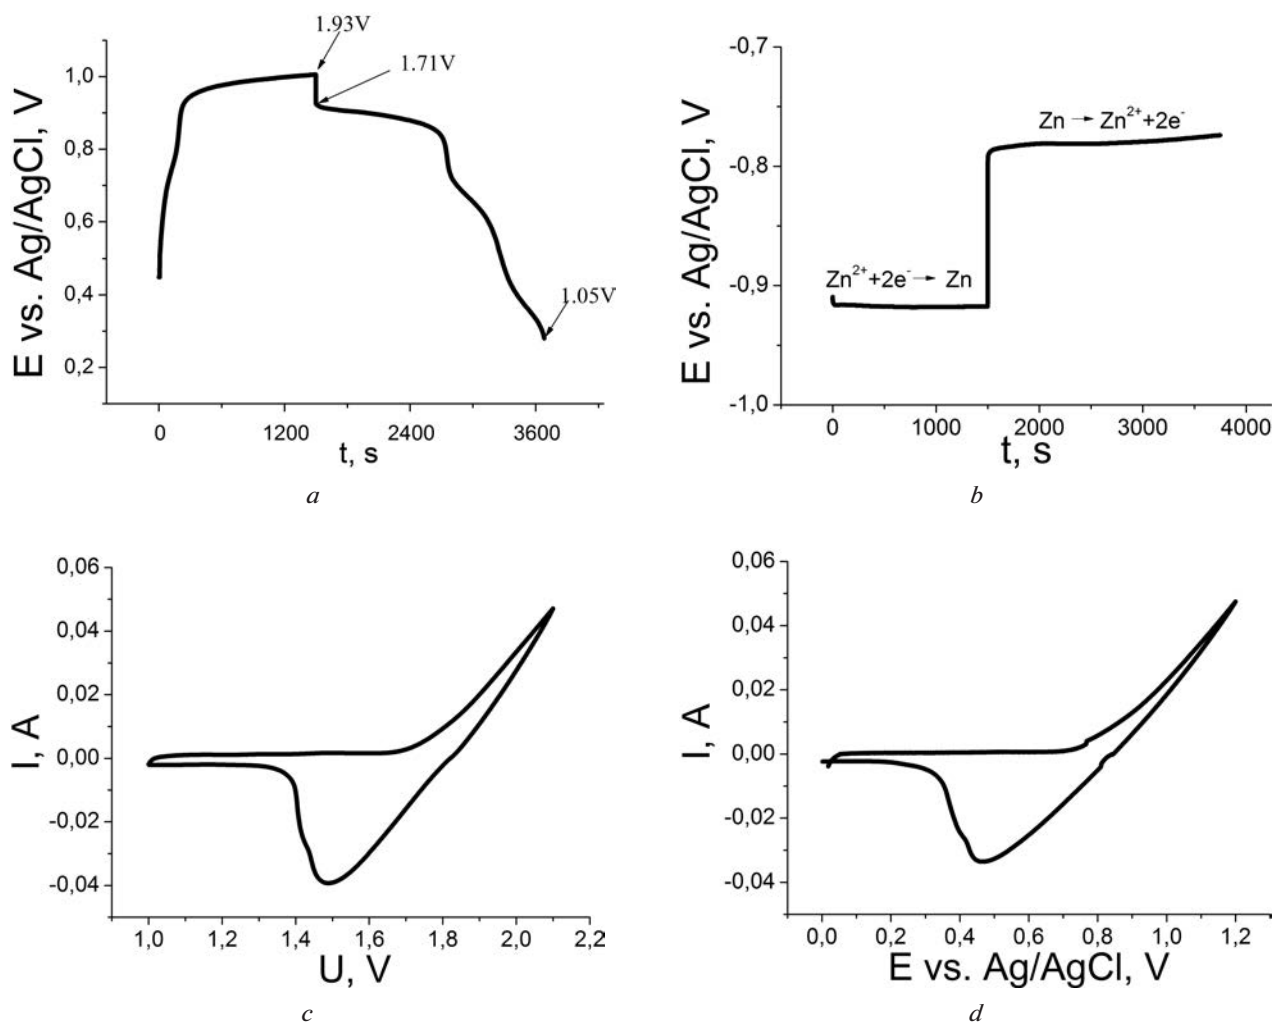 1.93V
1.71V
1.05V
E vs. Ag/AgCl, V
1,0
0,8
0,6
0,4
0,2
0 1200 2400 3600
t, s
a
-0,7
-0,8
-0,9
-1,0
E vs. Ag/AgCl, V
Zn → Zn²⁺+2e⁻
Zn²⁺+2e⁻ → Zn
0 1000 2000 3000 4000
t, s
b
0,06
0,04
0,02
0,00
-0,02
-0,04
I, A
1,0 1,2 1,4 1,6 1,8 2,0 2,2
U, V
c
0,06
0,04
0,02
0,00
-0,02
-0,04
I, A
0,0 0,2 0,4 0,6 0,8 1,0 1,2
E vs. Ag/AgCl, V
d